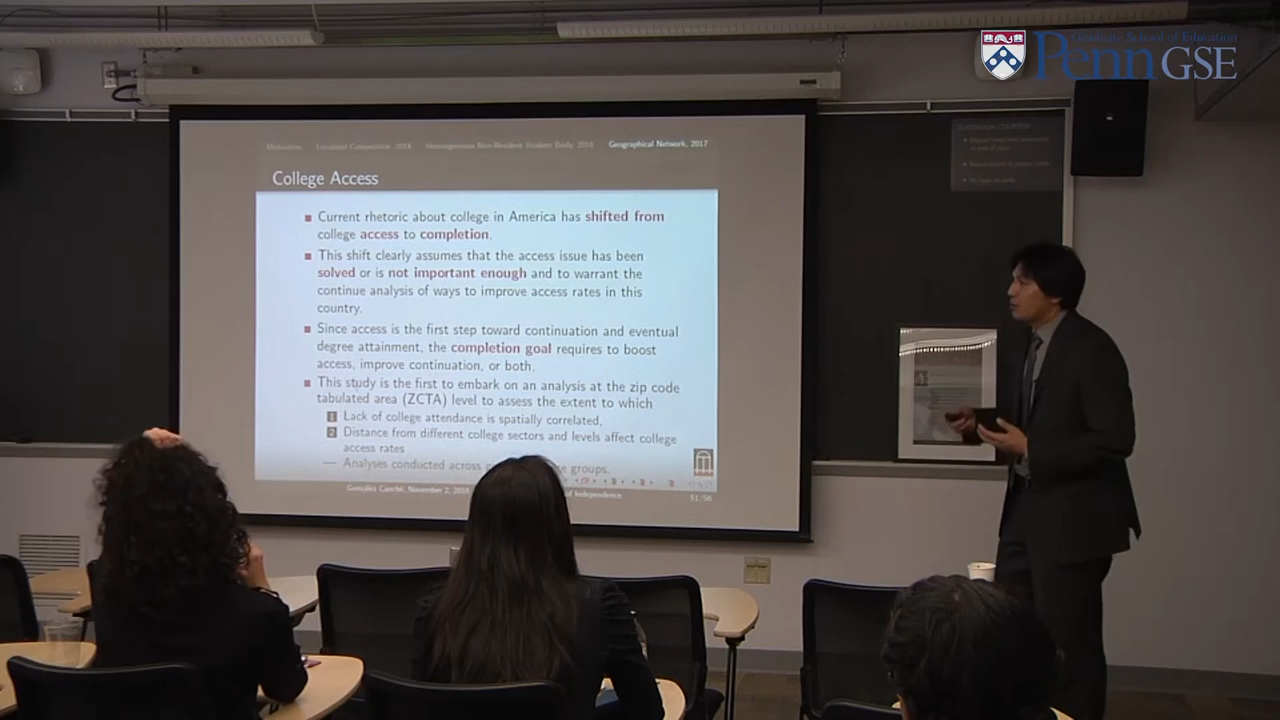 Graduate School of Education
Penn GSE
Motivation Localized Competition, 2014 Heterogeneous Non-Resident Student Body, 2014 Geographical Network, 2017
College Access
Current rhetoric about college in America has shifted from
college access to completion.
This shift clearly assumes that the access issue has been
solved or is not important enough and to warrant the
continue analysis of ways to improve access rates in this
country.
Since access is the first step toward continuation and eventual
degree attainment, the completion goal requires to boost
access, improve continuation, or both.
This study is the first to embark on an analysis at the zip code
tabulated area (ZCTA) level to assess the extent to which
1 Lack of college attendance is spatially correlated,
2 Distance from different college sectors and levels affect college
access rates
— Analyses conducted across groups.
González Canché, November 2, of Independence 51/56